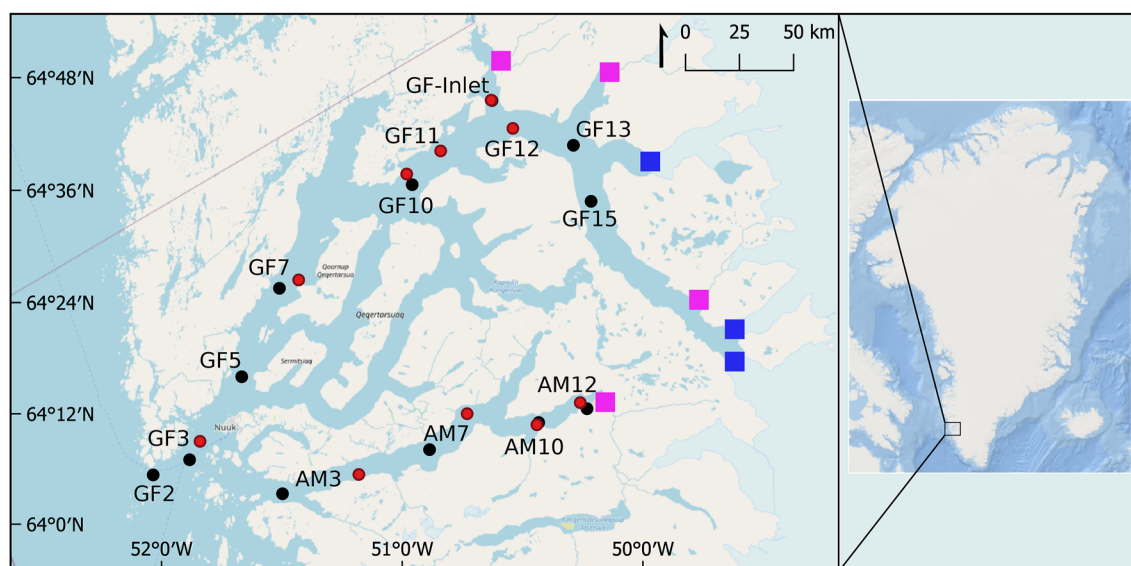 0 25 50 km
64°48′N
GF-Inlet
GF11
GF13
GF12
64°36′N
GF10
GF15
GF7
Qoornup
Qeqertarsua
64°24′N
Qeqertarsuaq
Sermitsiaq
GF5
AM12
64°12′N
Nuuk
GF3
AM7
AM10
AM3
GF2
64°0′N
52°0′W 51°0′W 50°0′W